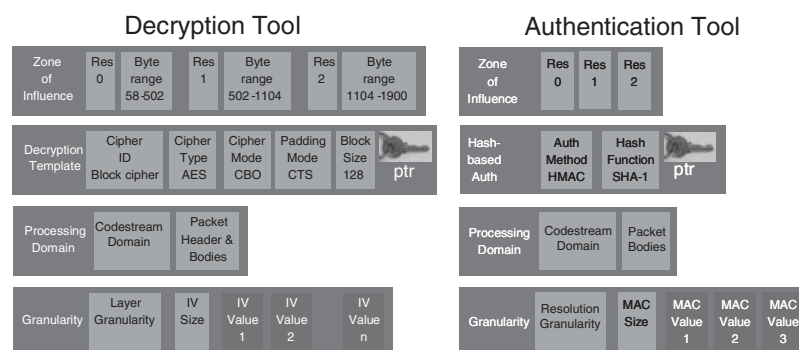 Decryption Tool
Zone of Influence
Res 0
Byte range 58-502
Res 1
Byte range 502-1104
Res 2
Byte range 1104-1900
Decryption Template
Cipher ID Block cipher
Cipher Type AES
Cipher Mode CBO
Padding Mode CTS
Block Size 128
ptr
Processing Domain
Codestream Domain
Packet Header & Bodies
Granularity
Layer Granularity
IV Size
IV Value 1
IV Value 2
IV Value n
Authentication Tool
Zone of Influence
Res 0
Res 1
Res 2
Hash-based Auth
Auth Method HMAC
Hash Function SHA-1
ptr
Processing Domain
Codestream Domain
Packet Bodies
Granularity
Resolution Granularity
MAC Size
MAC Value 1
MAC Value 2
MAC Value 3